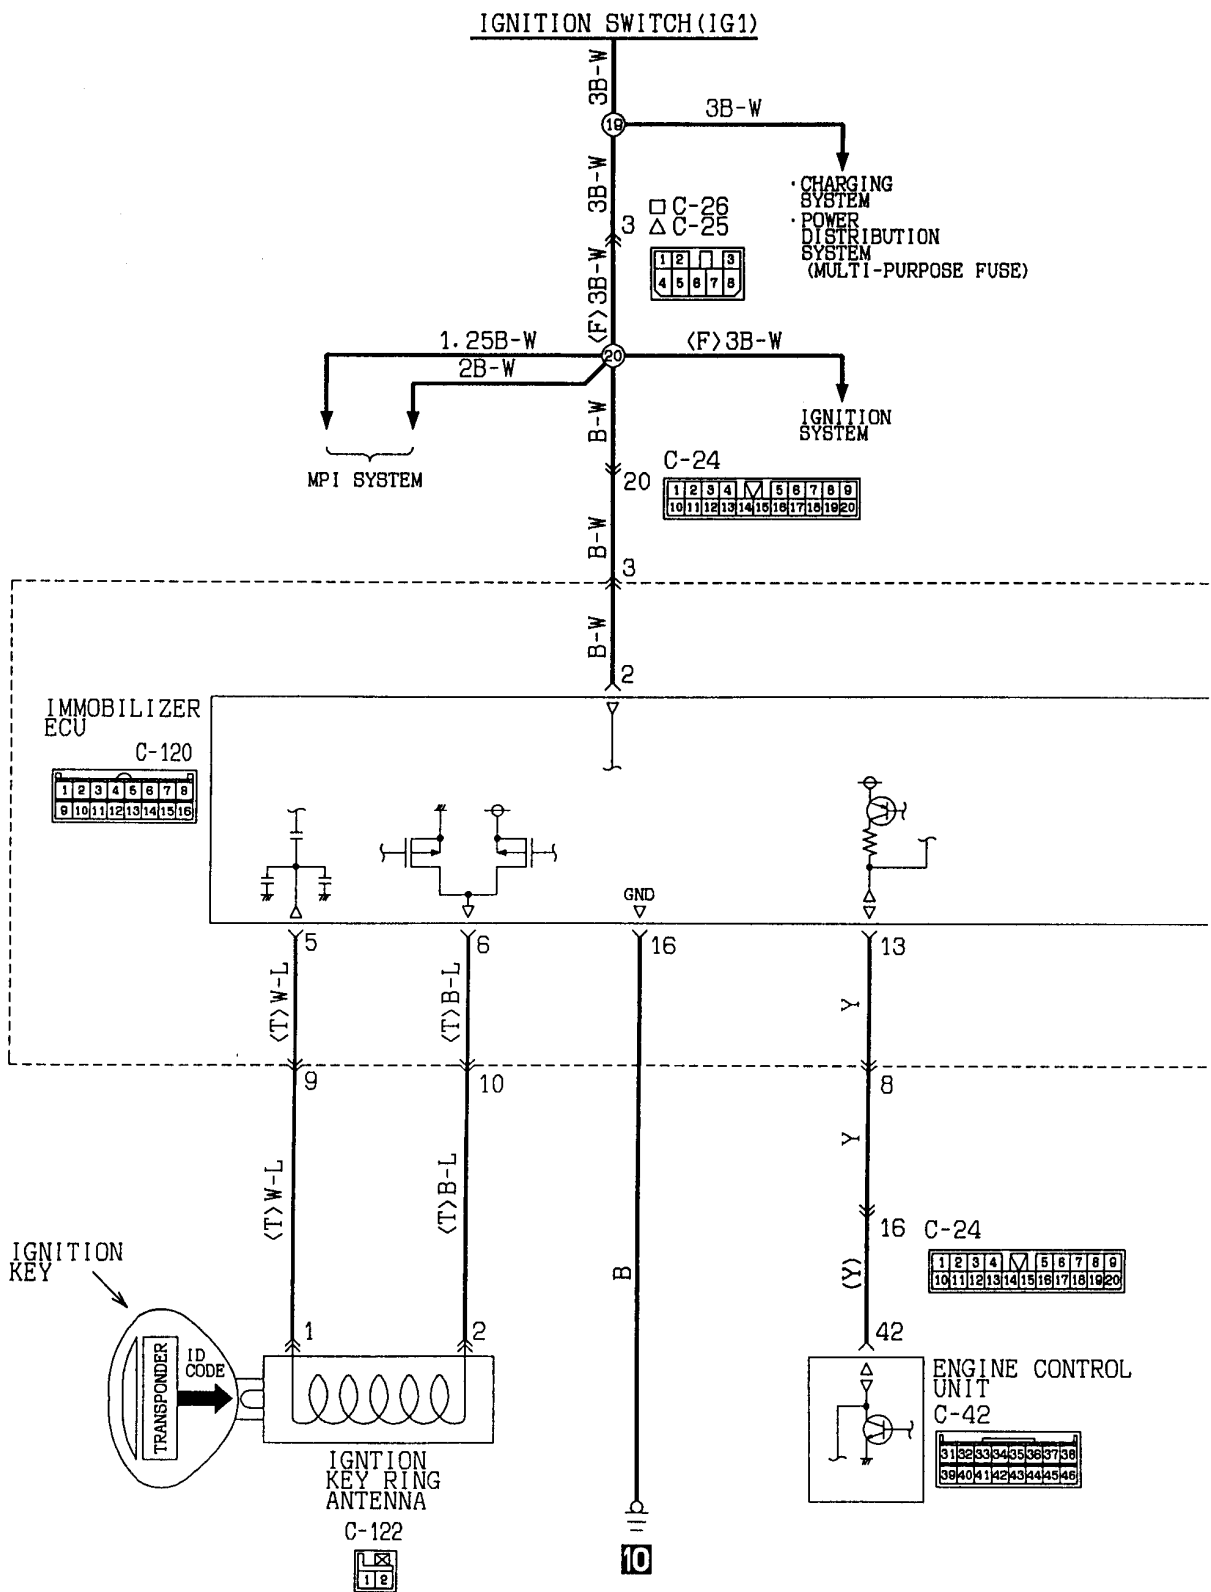 IGNITION SWITCH(IG1)
3B-W
18
3B-W
3B-W
3
□ C-26
△ C-25
1 2 3
4 5 6 7 8
· CHARGING
SYSTEM
· POWER
DISTRIBUTION
SYSTEM
(MULTI-PURPOSE FUSE)
<F>3B-W
1.25B-W
20
<F>3B-W
2B-W
B-W
IGNITION
SYSTEM
MPI SYSTEM
20
C-24
1 2 3 4 5 6 7 8 9
10 11 12 13 14 15 16 17 18 19 20
B-W
3
B-W
2
IMMOBILIZER
ECU
C-120
1 2 3 4 5 6 7 8
9 10 11 12 13 14 15 16
GND
5 6 16 13
<T>W-L
<T>B-L
Y
9 10 8
<T>W-L
<T>B-L
B
Y
16
C-24
1 2 3 4 5 6 7 8 9
10 11 12 13 14 15 16 17 18 19 20
(Y)
IGNITION
KEY
1 2 42
TRANSPONDER
ID
CODE
ENGINE CONTROL
UNIT
C-42
31 32 33 34 35 36 37 38
39 40 41 42 43 44 45 46
IGNTION
KEY RING
ANTENNA
C-122
1 2
10